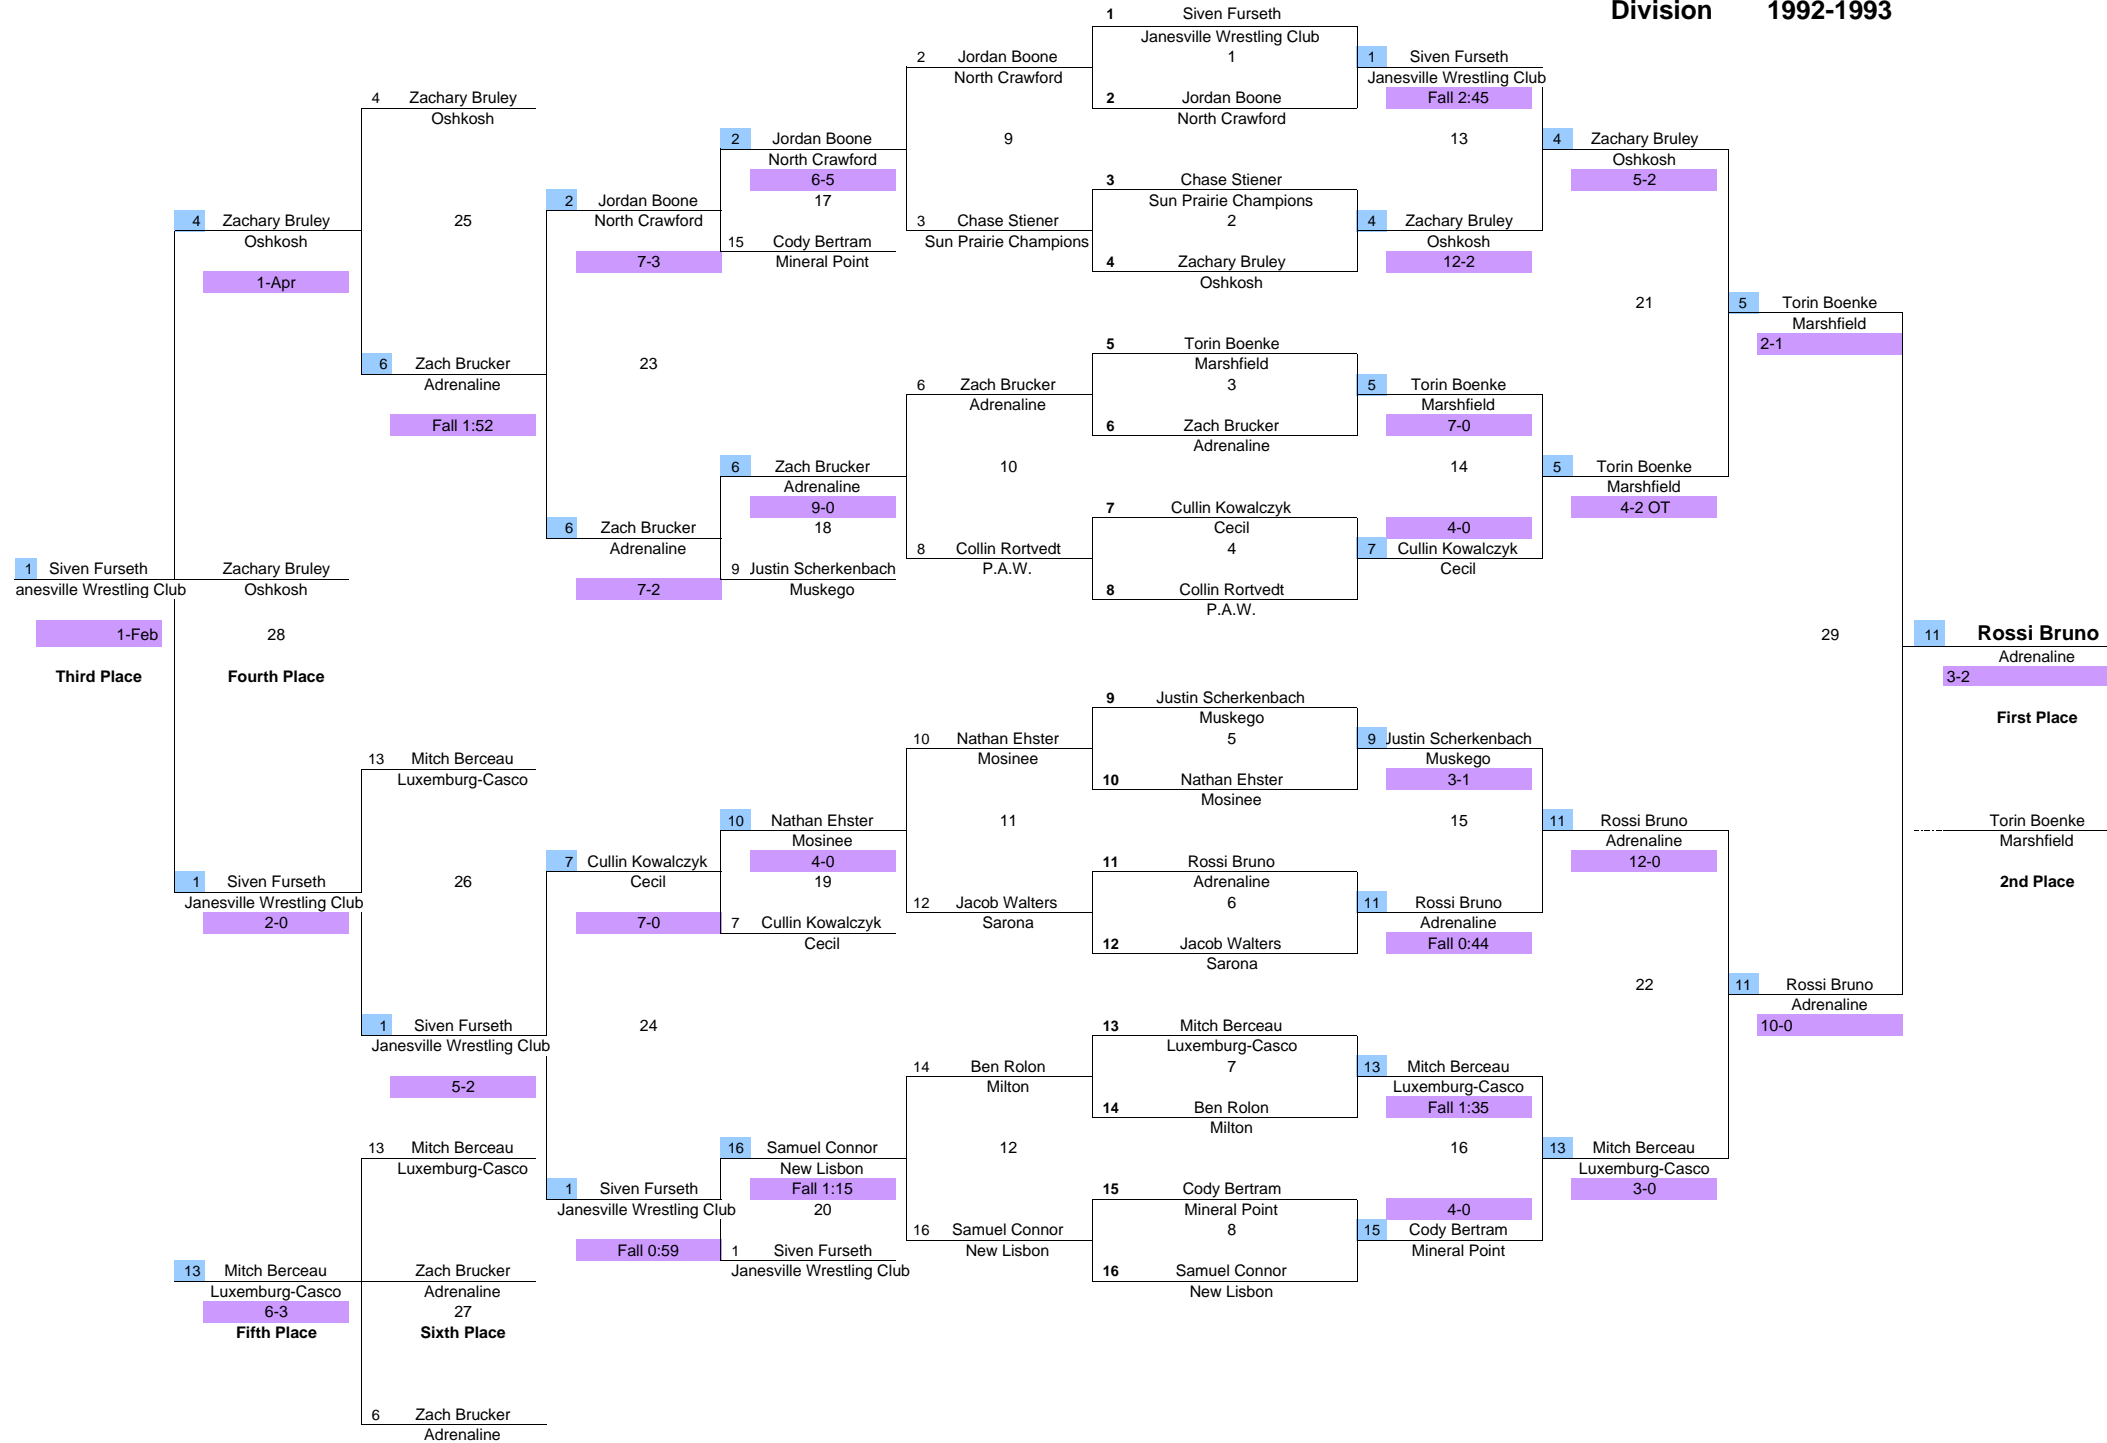 Division 1992-1993
1 Siven Furseth
Janesville Wrestling Club
2 Jordan Boone 1 1 Siven Furseth
North Crawford Janesville Wrestling Club
4 Zachary Bruley 2 Jordan Boone Fall 2:45
Oshkosh North Crawford
2 Jordan Boone 9 13 4 Zachary Bruley
North Crawford Oshkosh
6-5 3 Chase Stiener 5-2
2 Jordan Boone 17 Sun Prairie Champions
4 Zachary Bruley 25 North Crawford 3 Chase Stiener 2 4 Zachary Bruley
Oshkosh 15 Cody Bertram Sun Prairie Champions Oshkosh
7-3 Mineral Point 4 Zachary Bruley 12-2
1-Apr Oshkosh
21 5 Torin Boenke
Marshfield
5 Torin Boenke 2-1
6 Zach Brucker 23 Marshfield
Adrenaline 6 Zach Brucker 3 5 Torin Boenke
Adrenaline Marshfield
Fall 1:52 6 Zach Brucker 7-0
Adrenaline
6 Zach Brucker 10 14 5 Torin Boenke
Adrenaline Marshfield
9-0 7 Cullin Kowalczyk 4-2 OT
6 Zach Brucker 18 Cecil 4-0
Adrenaline 8 Collin Rortvedt 4 7 Cullin Kowalczyk
1 Siven Furseth Zachary Bruley 9 Justin Scherkenbach P.A.W. Cecil
anesville Wrestling Club Oshkosh 7-2 Muskego 8 Collin Rortvedt
P.A.W.
1-Feb 28 29 11 Rossi Bruno
Adrenaline
Third Place Fourth Place 3-2
9 Justin Scherkenbach
Muskego First Place
10 Nathan Ehster 5 9 Justin Scherkenbach
13 Mitch Berceau Mosinee Muskego
Luxemburg-Casco 10 Nathan Ehster 3-1
Mosinee
10 Nathan Ehster 11 15 11 Rossi Bruno Torin Boenke
Mosinee Adrenaline Marshfield
7 Cullin Kowalczyk 4-0 11 Rossi Bruno 12-0
1 Siven Furseth 26 Cecil 19 Adrenaline 2nd Place
Janesville Wrestling Club 12 Jacob Walters 6 11 Rossi Bruno
2-0 7-0 7 Cullin Kowalczyk Sarona Adrenaline
Cecil 12 Jacob Walters Fall 0:44
Sarona
22 11 Rossi Bruno
Adrenaline
1 Siven Furseth 24 13 Mitch Berceau 10-0
Janesville Wrestling Club Luxemburg-Casco
14 Ben Rolon 7 13 Mitch Berceau
5-2 Milton Luxemburg-Casco
14 Ben Rolon Fall 1:35
Milton
13 Mitch Berceau 16 Samuel Connor 12 16 13 Mitch Berceau
Luxemburg-Casco New Lisbon Luxemburg-Casco
1 Siven Furseth Fall 1:15 15 Cody Bertram 3-0
Janesville Wrestling Club 20 Mineral Point 4-0
16 Samuel Connor 8 15 Cody Bertram
Fall 0:59 1 Siven Furseth New Lisbon Mineral Point
13 Mitch Berceau Zach Brucker Janesville Wrestling Club 16 Samuel Connor
Luxemburg-Casco Adrenaline New Lisbon
6-3 27
Fifth Place Sixth Place
6 Zach Brucker
Adrenaline